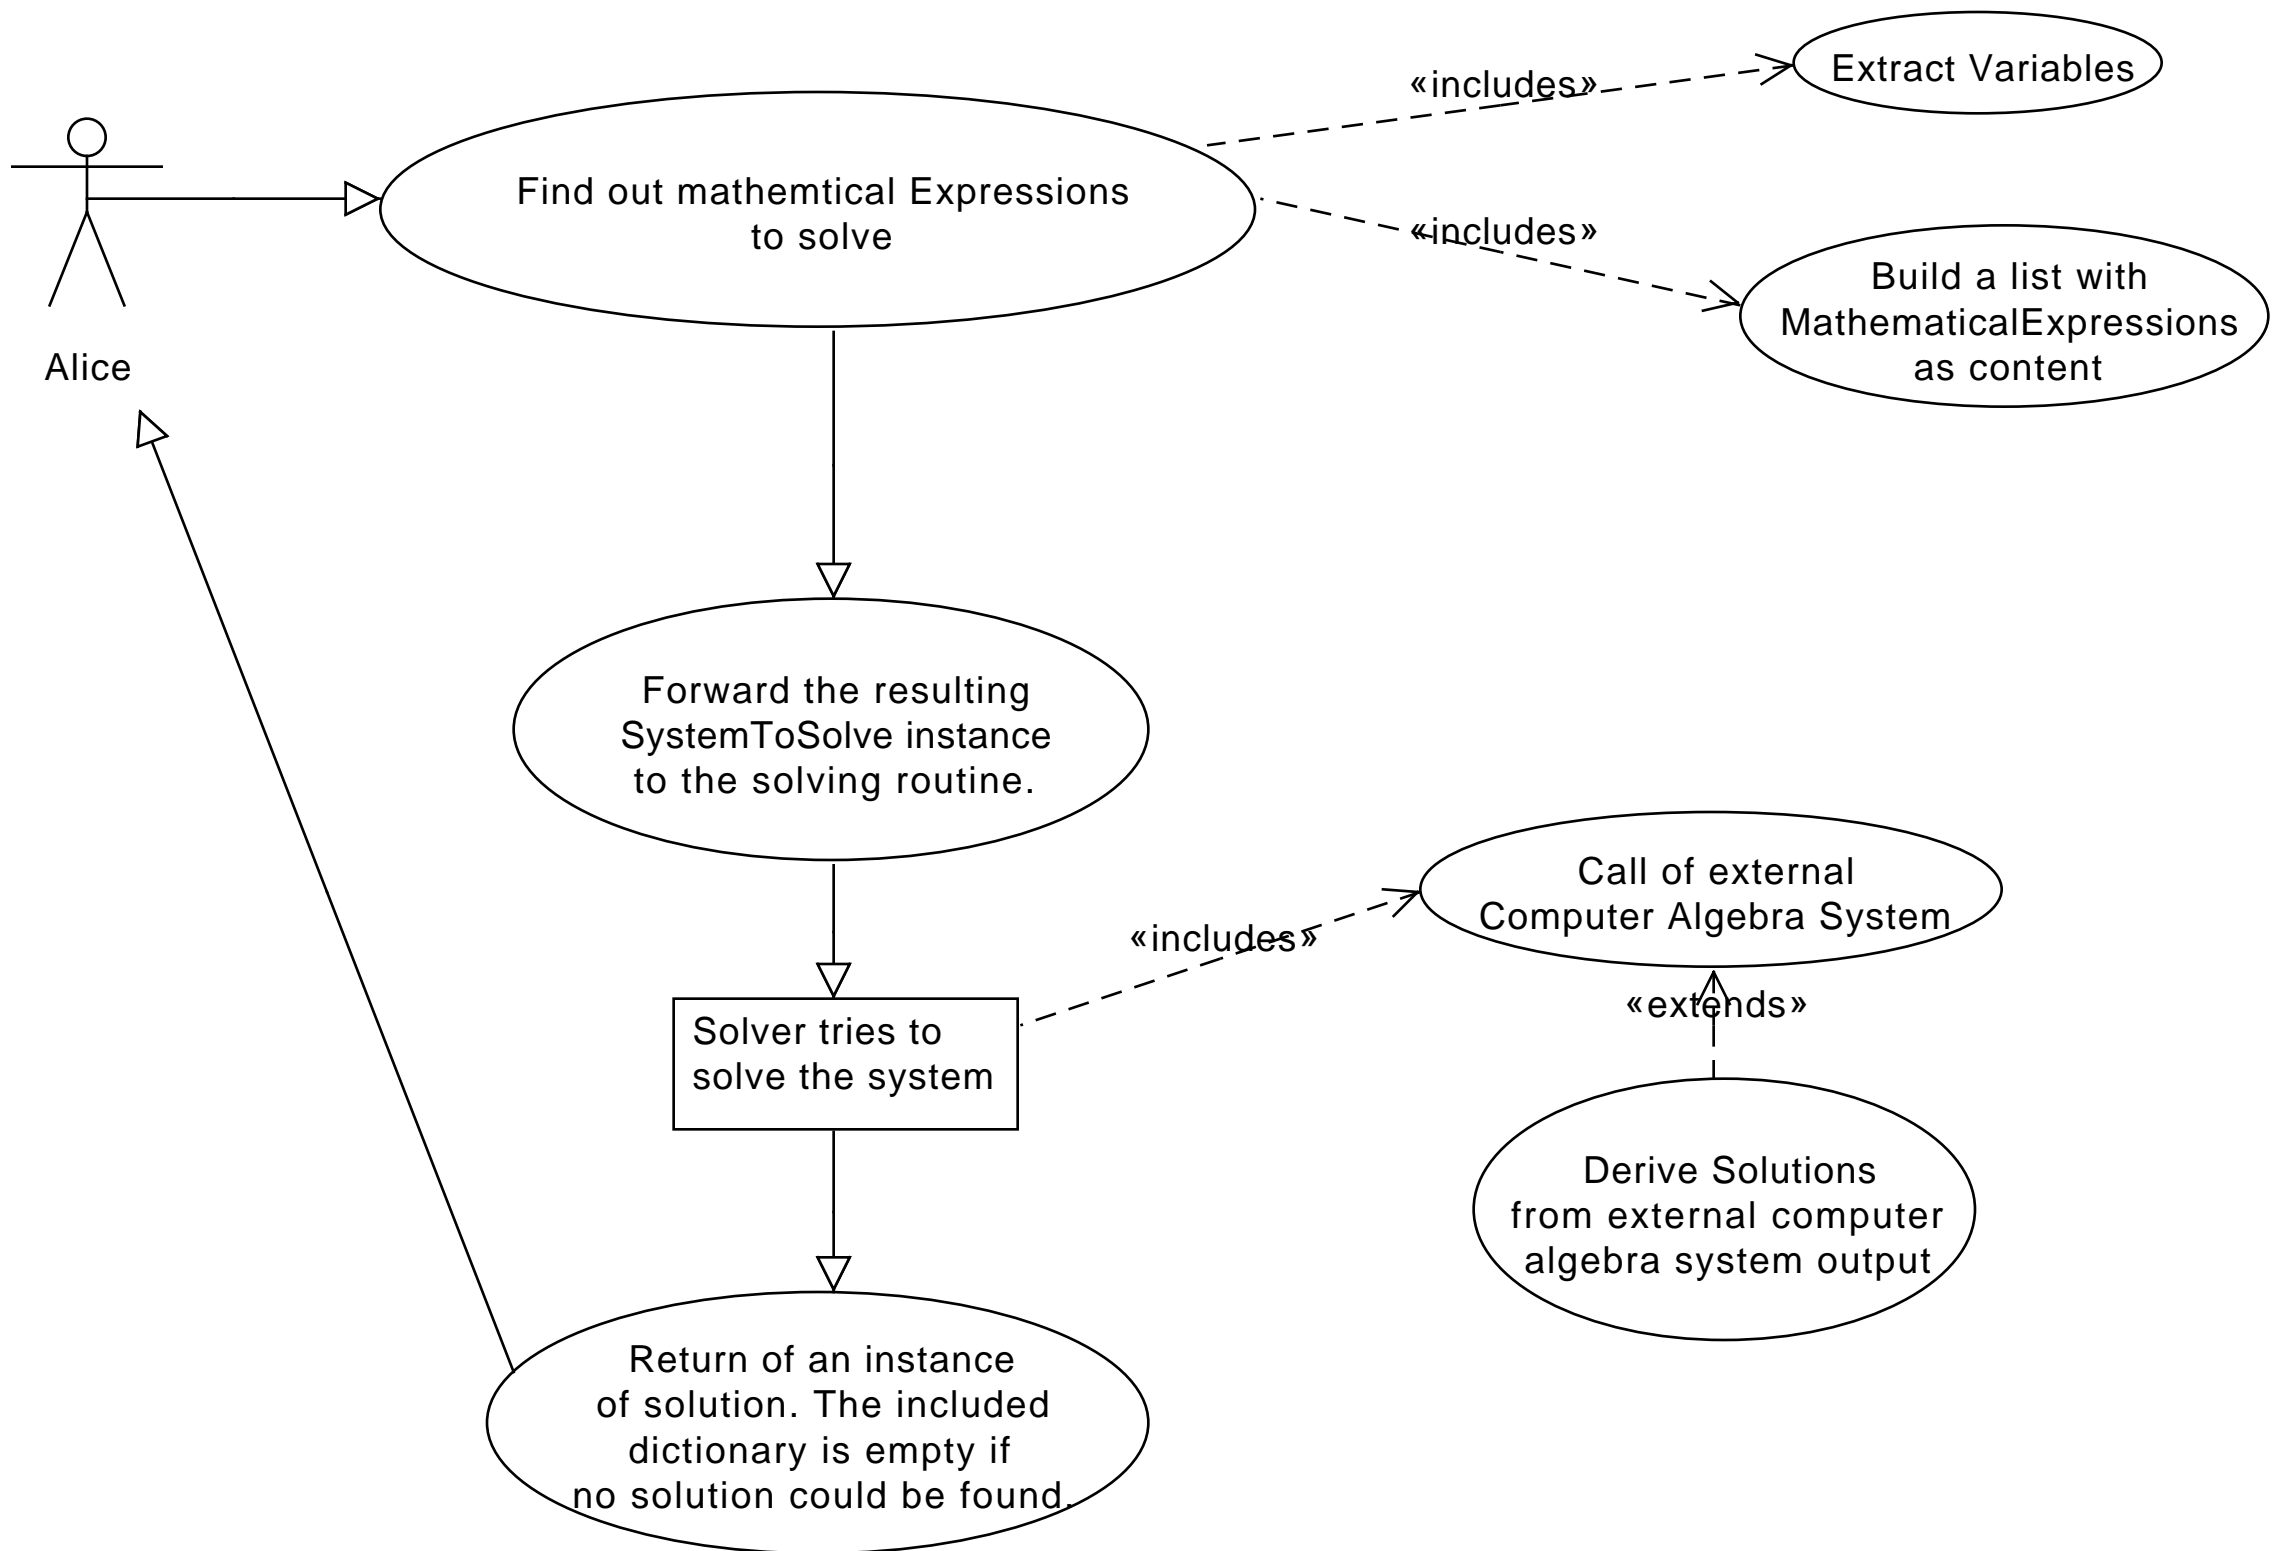 «includes»
Extract Variables
Find out mathemtical Expressions
to solve
«includes»
Build a list with
MathematicalExpressions
as content
Alice
Forward the resulting
SystemToSolve instance
to the solving routine.
Call of external
Computer Algebra System
«includes»
«extends»
Solver tries to
solve the system
Derive Solutions
from external computer
algebra system output
Return of an instance
of solution. The included
dictionary is empty if
no solution could be found.